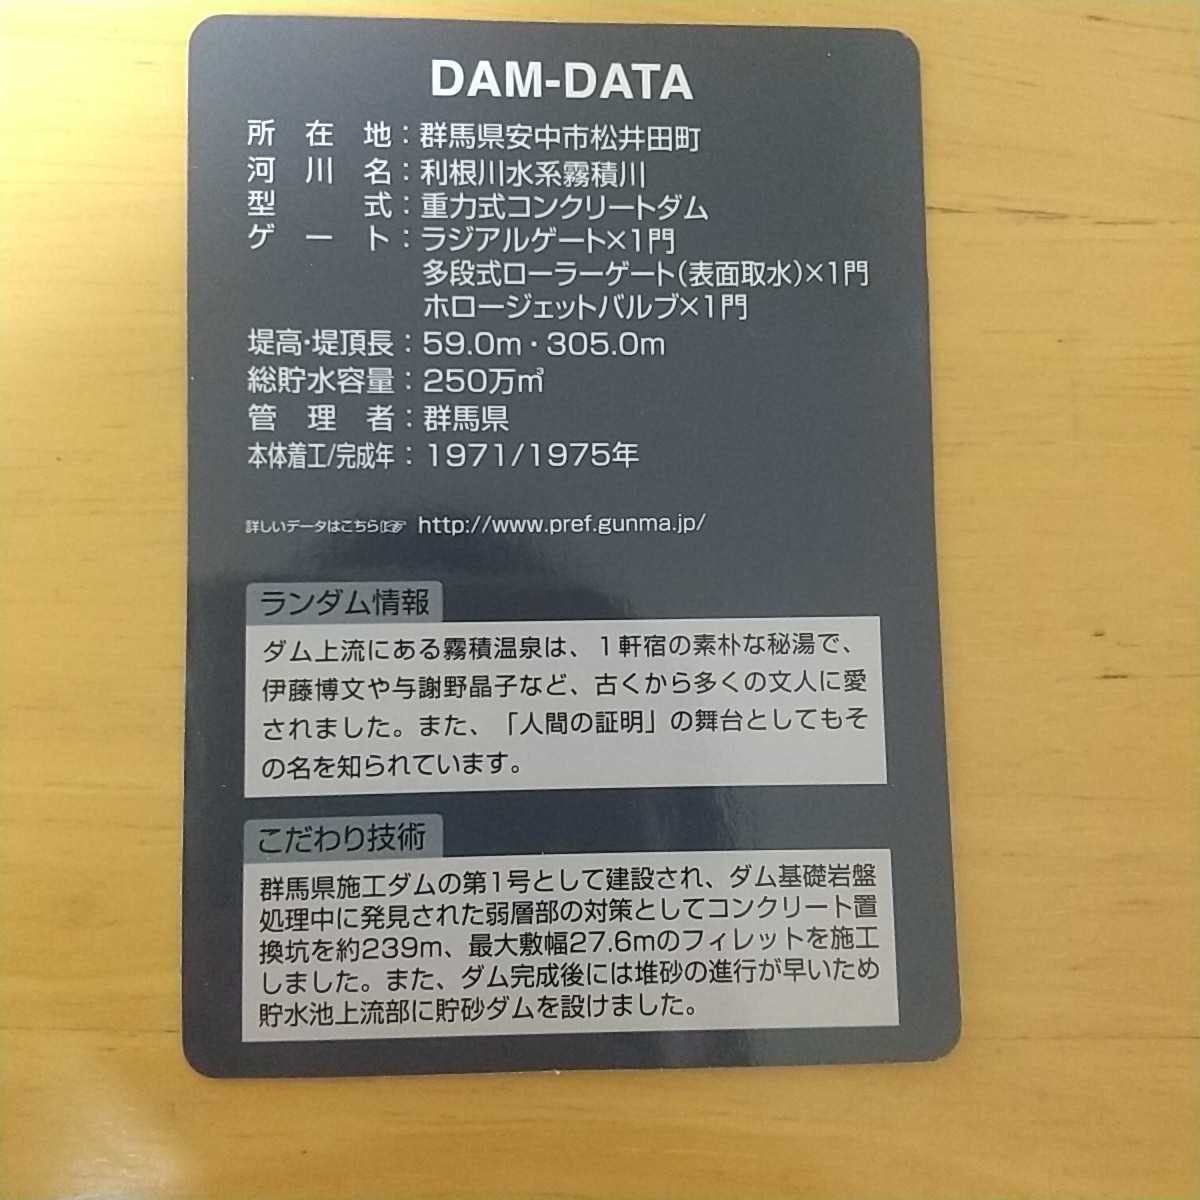 DAM-DATA
所在地：群馬県安中市松井田町
河川名：利根川水系霧積川
型式：重力式コンクリートダム
ゲート：ラジアルゲート×1門
多段式ローラーゲート(表面取水)×1門
ホロージェットバルブ×1門
堤高・堤頂長：59.0m・305.0m
総貯水容量：250万㎥
管理者：群馬県
本体着工/完成年：1971/1975年
詳しいデータはこちら☞ http://www.pref.gunma.jp/
ランダム情報
ダム上流にある霧積温泉は、１軒宿の素朴な秘湯で、
伊藤博文や与謝野晶子など、古くから多くの文人に愛
されました。また、「人間の証明」の舞台としてもそ
の名を知られています。
こだわり技術
群馬県施工ダムの第1号として建設され、ダム基礎岩盤
処理中に発見された弱層部の対策としてコンクリート置
換坑を約239m、最大敷幅27.6mのフィレットを施工
しました。また、ダム完成後には堆砂の進行が早いため
貯水池上流部に貯砂ダムを設けました。